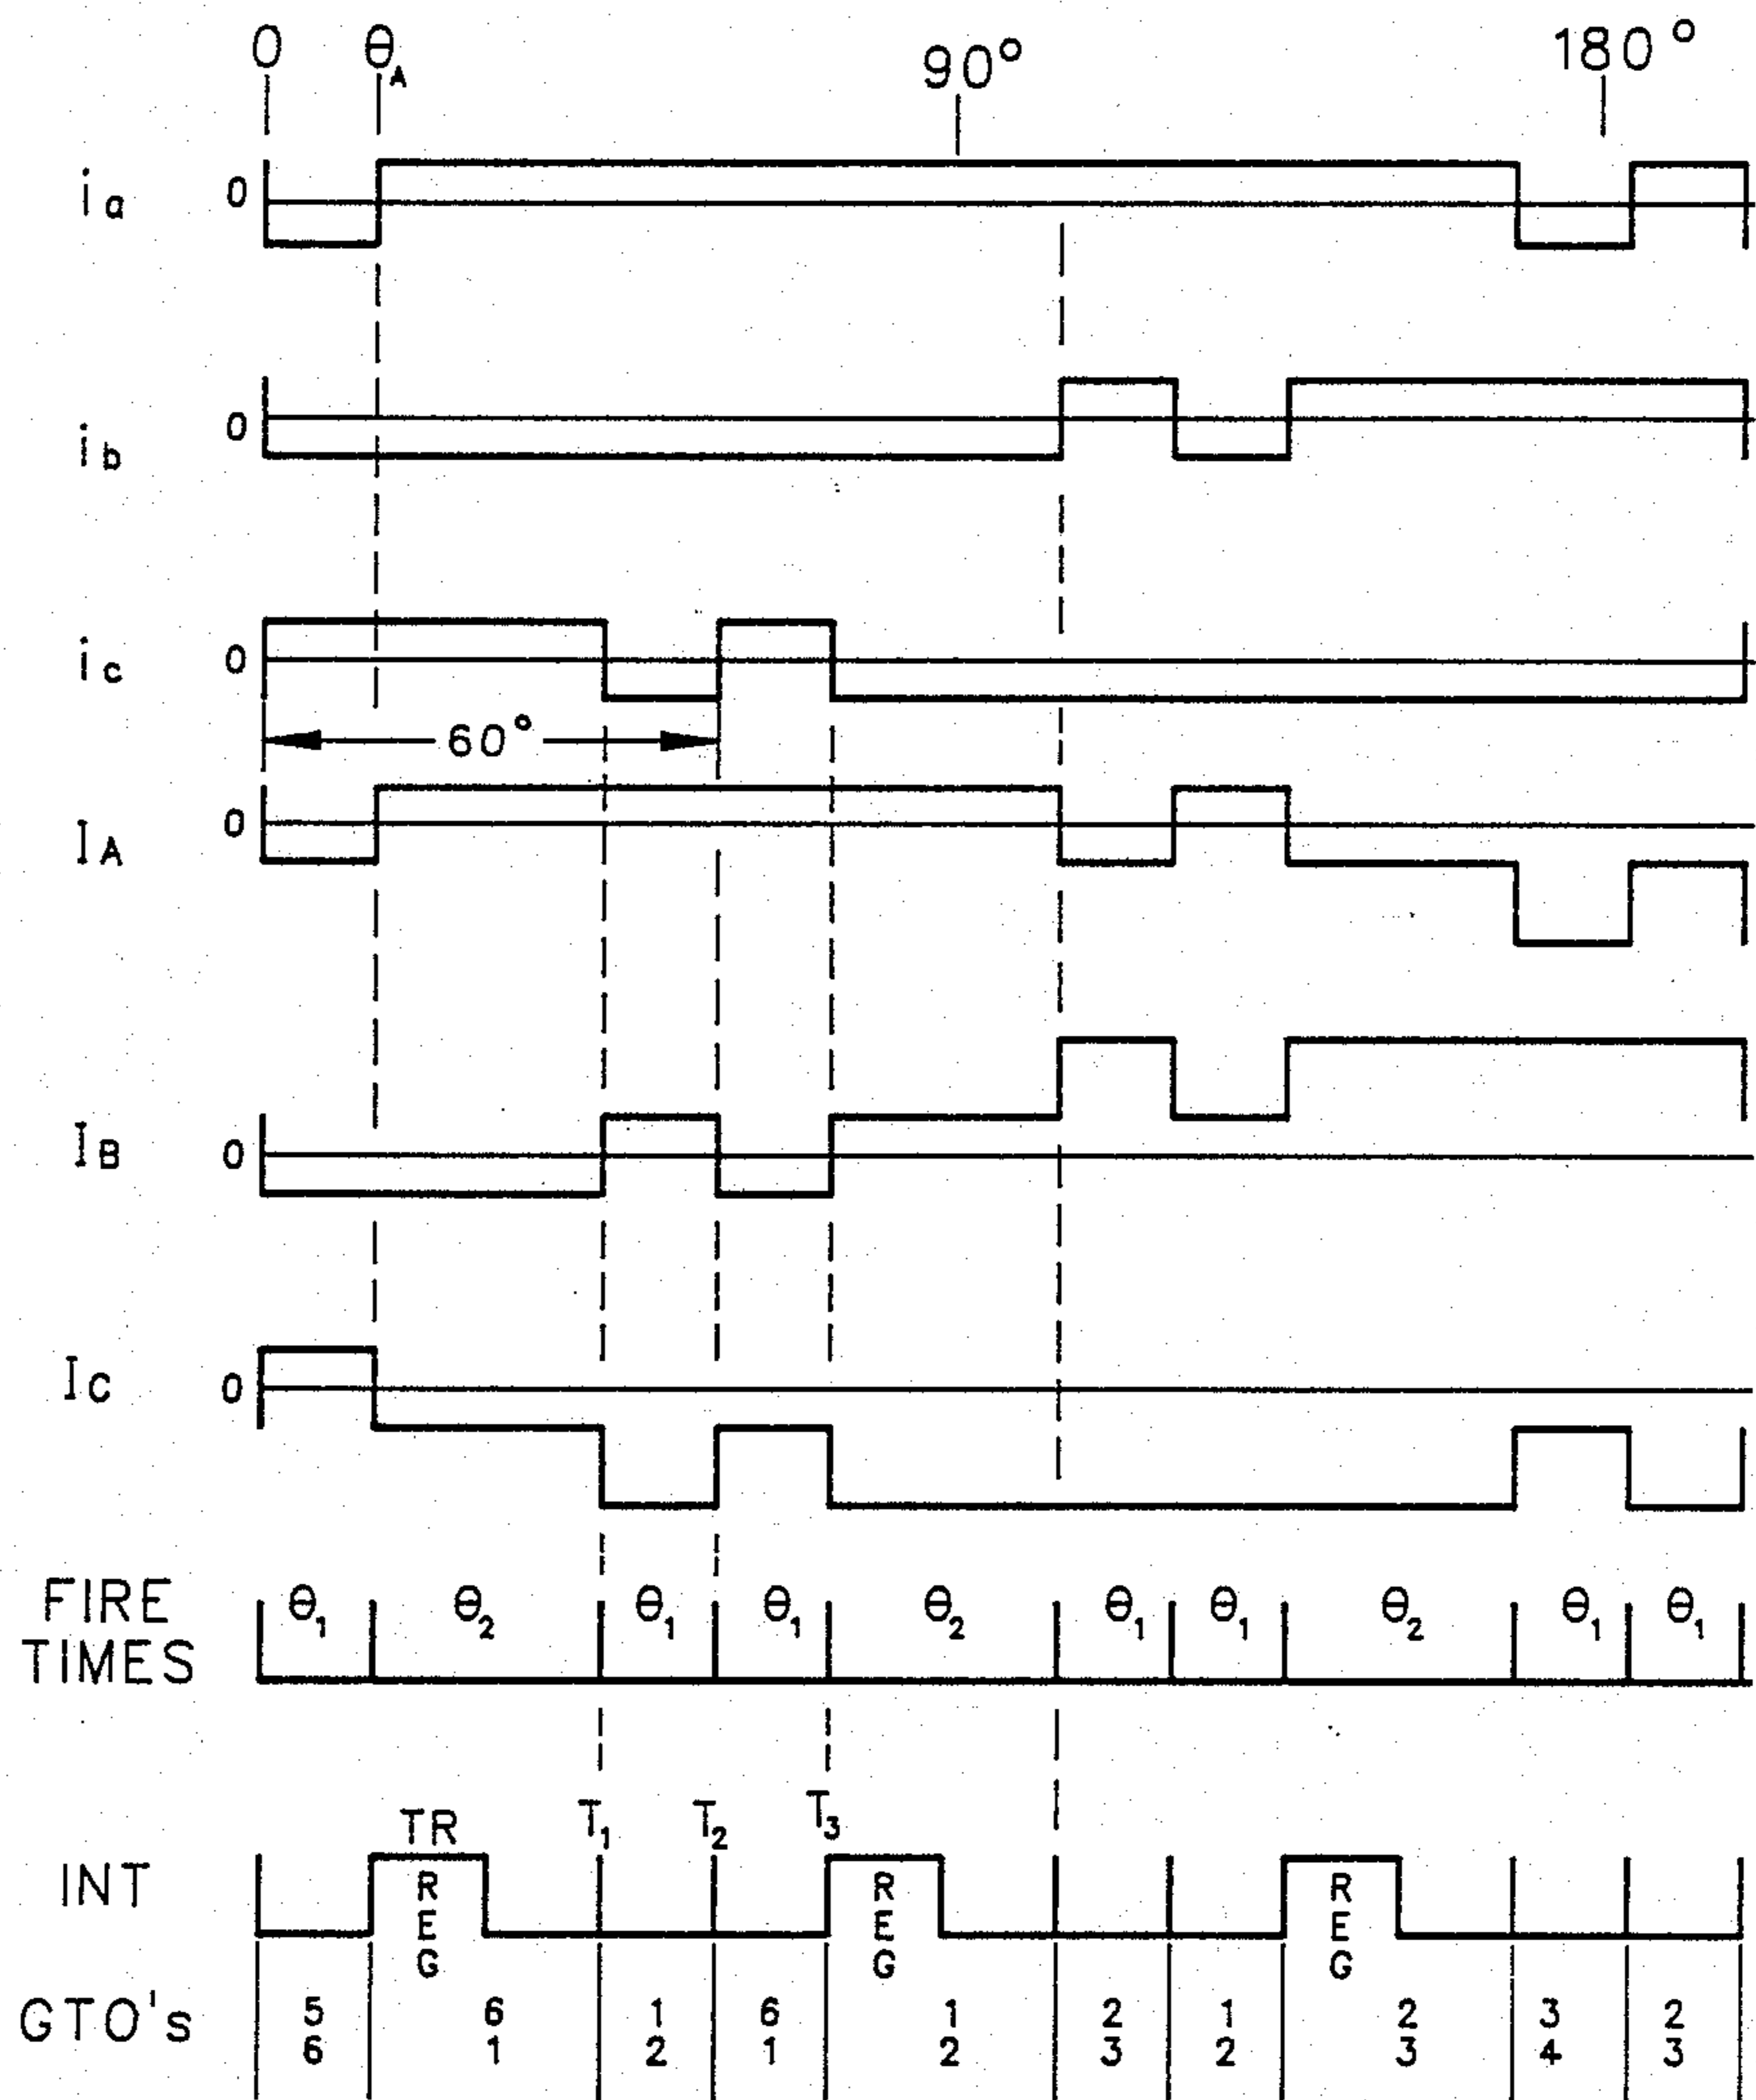 0 θA 90° 180°
ia 0
ib 0
ic 0
60°
IA 0
IB 0
IC 0
FIRE TIMES θ1 θ2 θ1 θ1 θ2 θ1 θ1 θ2 θ1 θ1
TR T1 T2 T3
INT REG REG REG
GTO's
5 6 1 6 1 2 1 2 3 2
6 1 2 1 2 3 2 3 4 3